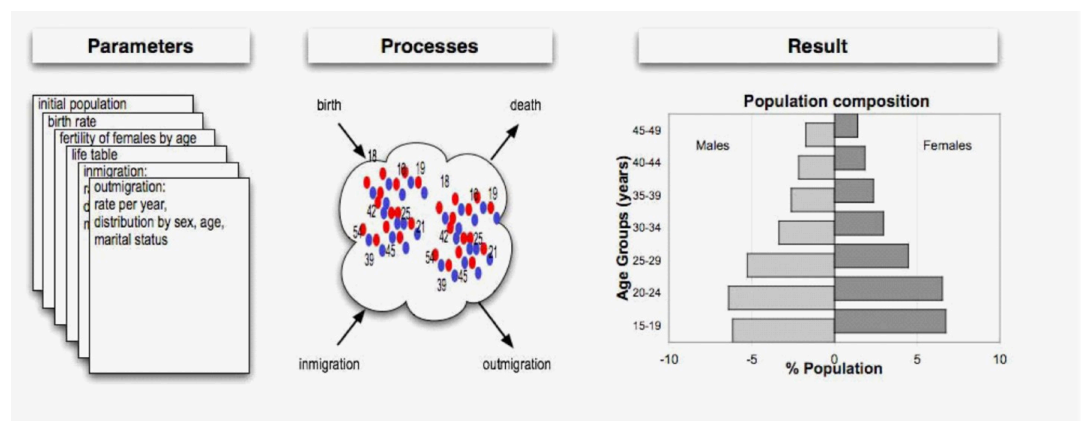 Parameters
Processes
Result
initial population
birth rate
fertility of females by age
life table
inmigration:
outmigration:
rate per year,
distribution by sex, age,
marital status
birth
death
18
19
18
19
42
25
21
54
39
45
42
25
21
54
39
45
inmigration
outmigration
Population composition
Males
Females
Age Groups (years)
45-49
40-44
35-39
30-34
25-29
20-24
15-19
-10
-5
0
5
10
% Population